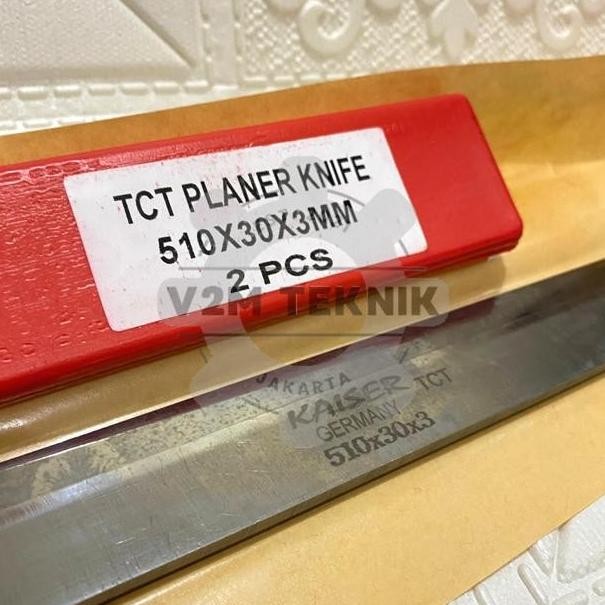 TCT PLANER KNIFE
510X30X3MM
2 PCS
V2M TEKNIK
JAKARTA
KAISER TCT
GERMANY
510x30x3